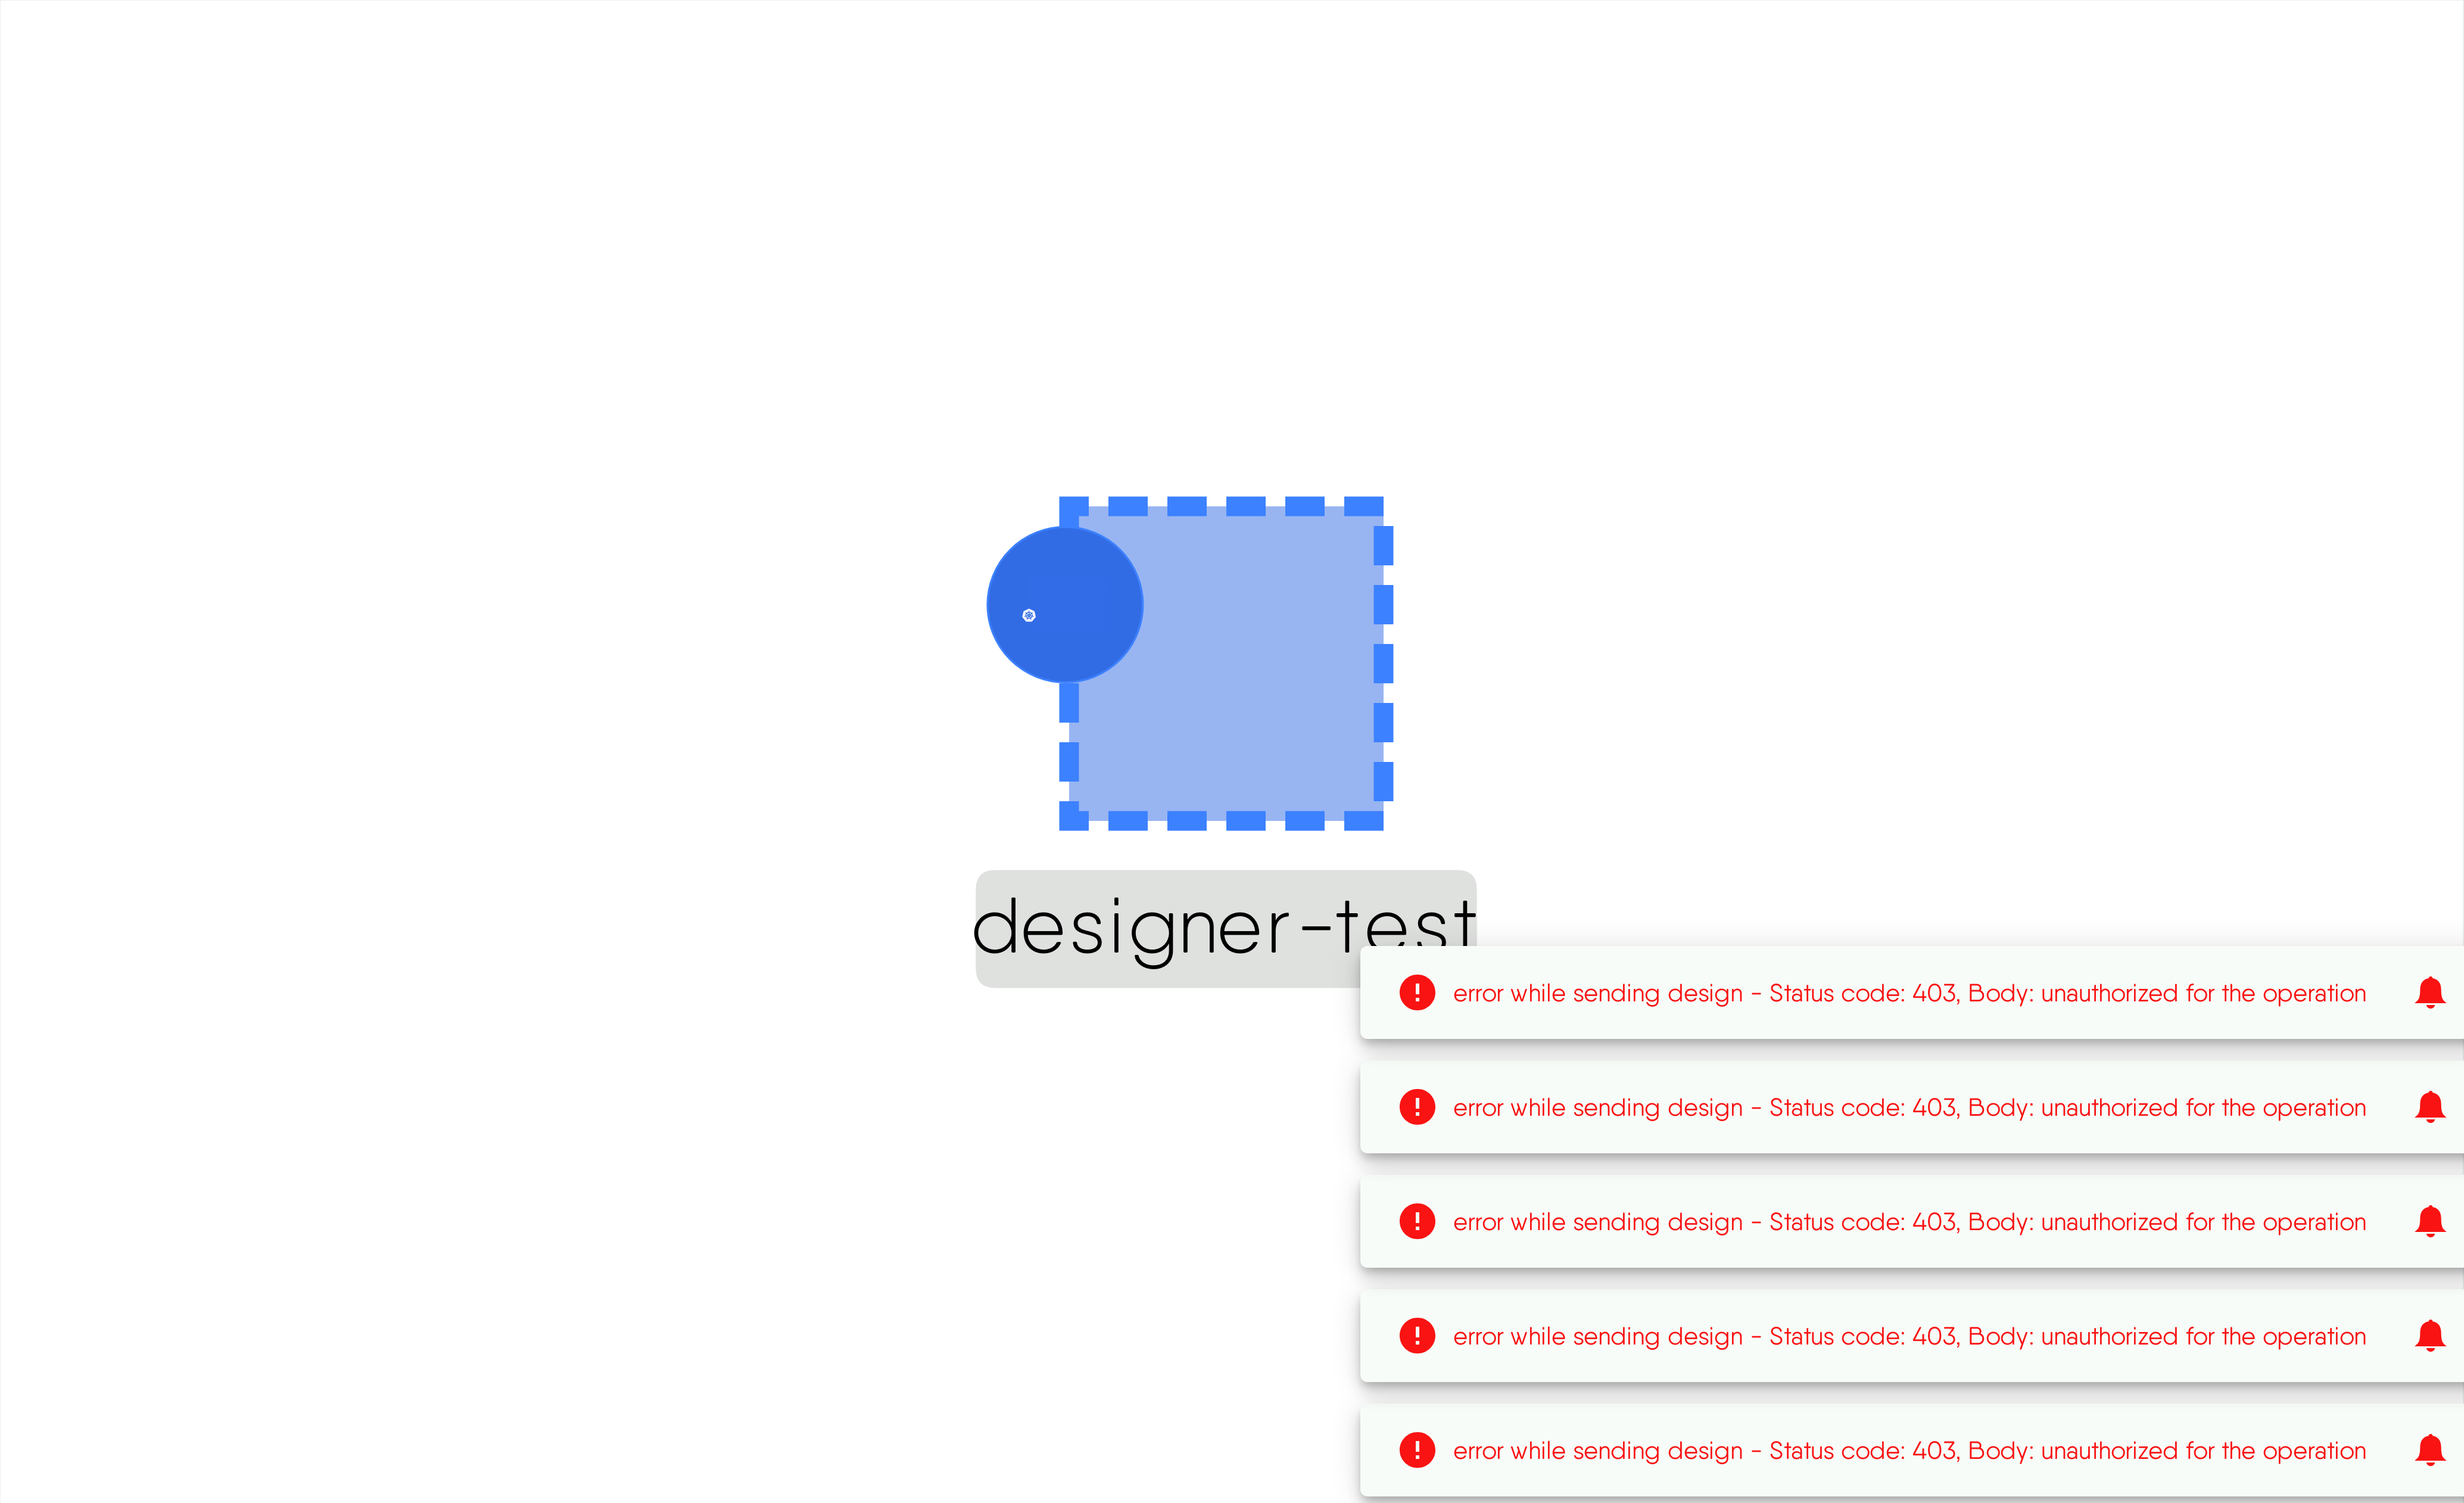 designer-test
error while sending design - Status code: 403, Body: unauthorized for the operation
error while sending design - Status code: 403, Body: unauthorized for the operation
error while sending design - Status code: 403, Body: unauthorized for the operation
error while sending design - Status code: 403, Body: unauthorized for the operation
error while sending design - Status code: 403, Body: unauthorized for the operation